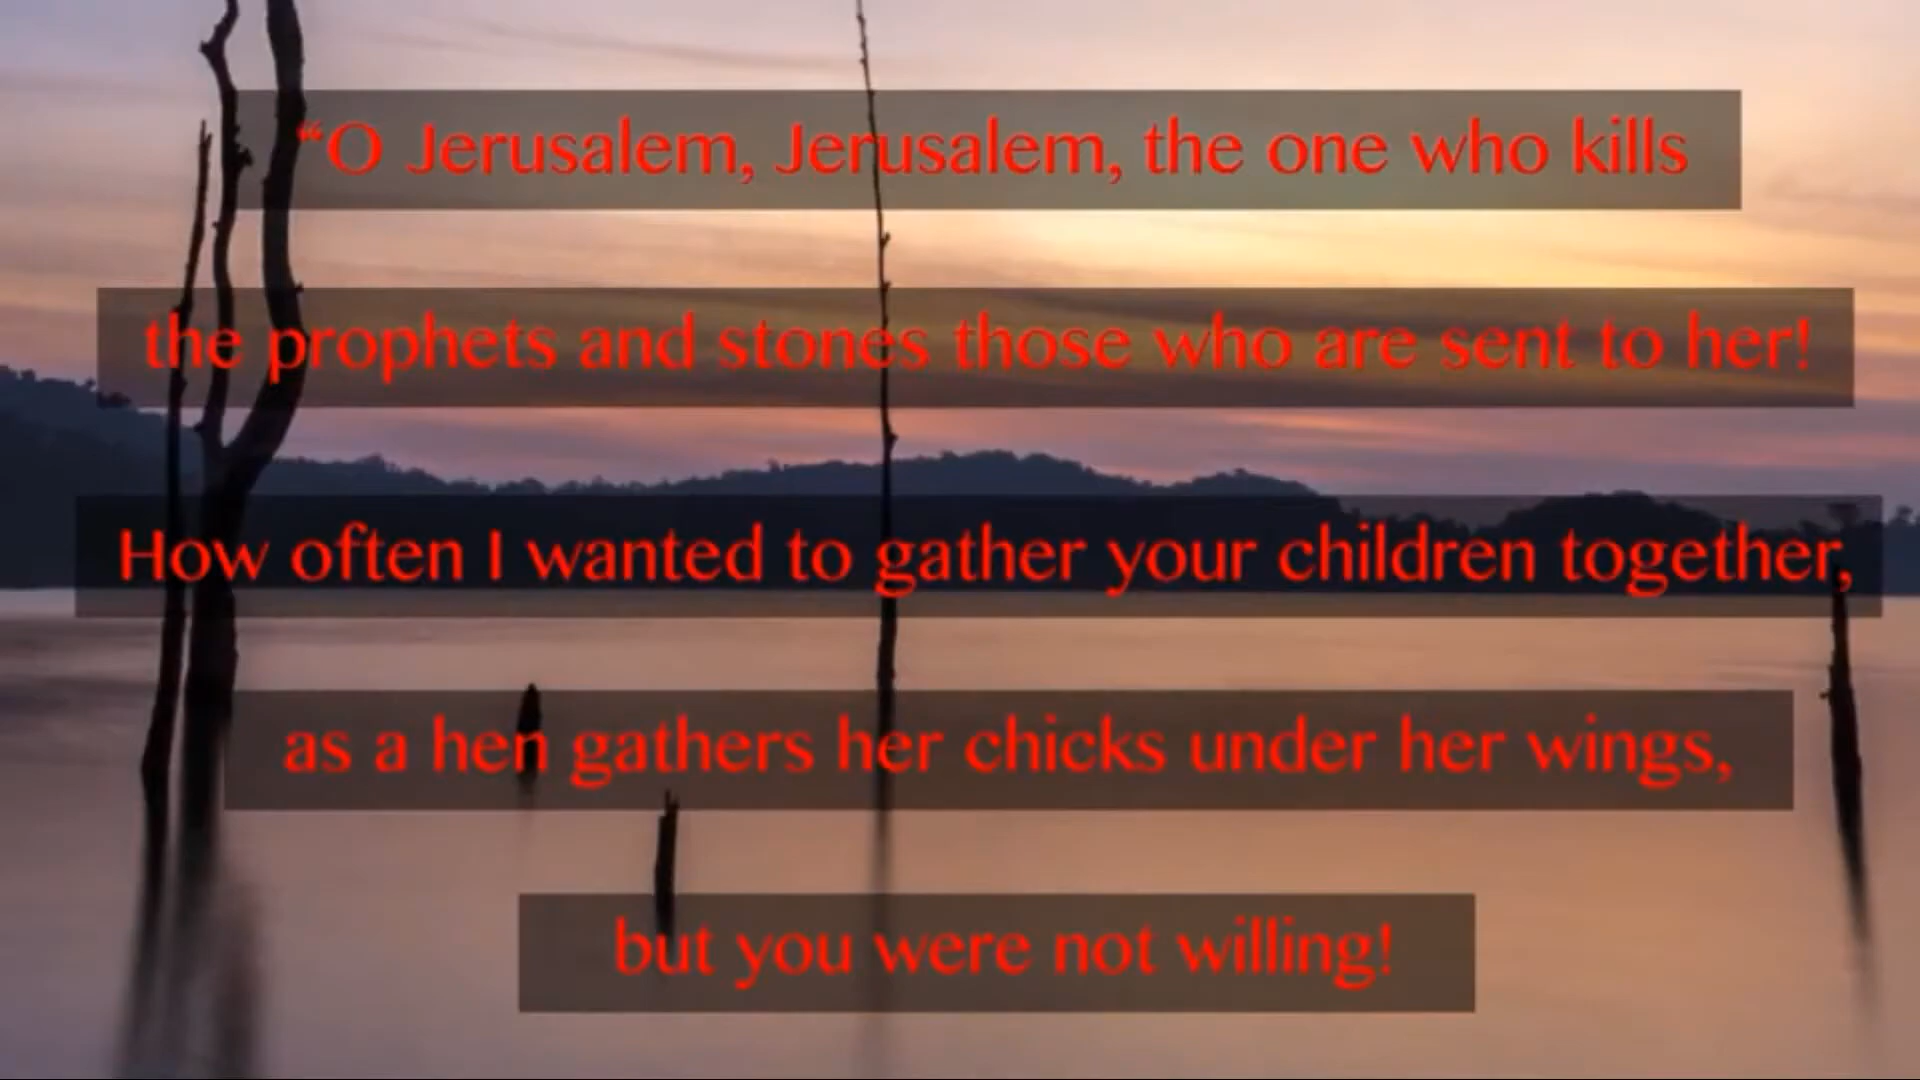 “O Jerusalem, Jerusalem, the one who kills
the prophets and stones those who are sent to her!
How often I wanted to gather your children together,
as a hen gathers her chicks under her wings,
but you were not willing!